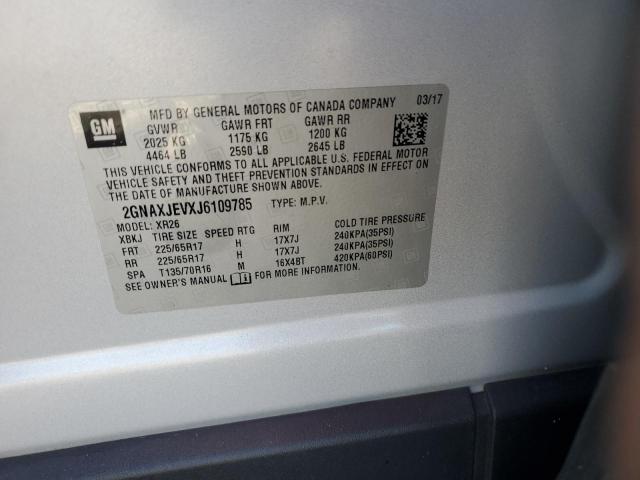 GM
MFD BY GENERAL MOTORS OF CANADA COMPANY 03/17
GVWR GAWR FRT GAWR RR
2025 KG 1175 KG 1200 KG
4464 LB 2590 LB 2645 LB
THIS VEHICLE CONFORMS TO ALL APPLICABLE U.S. FEDERAL MOTOR
VEHICLE SAFETY AND THEFT PREVENTION STANDARDS IN EFFECT ON
THE DATE OF MANUFACTURE SHOWN ABOVE.
2GNAXJEVXJ6109785 TYPE: M.P.V.
XR26
XBKJ TIRE SIZE SPEED RTG RIM COLD TIRE PRESSURE
FRT 225/65R17 H 17X7J 240KPA(35PSI)
RR 225/65R17 H 17X7J 240KPA(35PSI)
SPA T135/70R16 M 16X4BT 420KPA(60PSI)
SEE OWNER'S MANUAL FOR MORE INFORMATION.